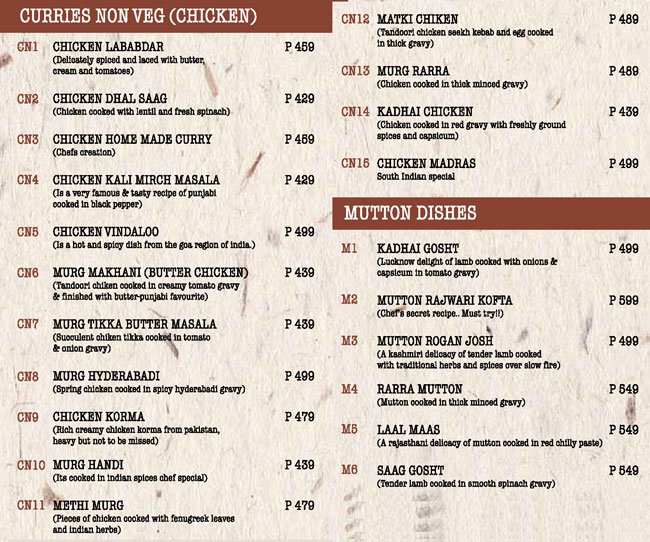 CURRIES NON VEG (CHICKEN)
CN1 CHICKEN LABABDAR P 459
(Delicately spiced and laced with butter,
cream and tomatoes)
CN2 CHICKEN DHAL SAAG P 429
(Chicken cooked with lentil and fresh spinach)
CN3 CHICKEN HOME MADE CURRY P 459
(Chefs creation)
CN4 CHICKEN KALI MIRCH MASALA P 429
(Is a very famous & tasty recipe of punjabi
cooked in black pepper)
CN5 CHICKEN VINDALOO P 499
(Is a hot and spicy dish from the goa region of india.)
CN6 MURG MAKHANI (BUTTER CHICKEN) P 439
(Tandoori chiken cooked in creamy tomato gravy
& finished with butter-punjabi favourite)
CN7 MURG TIKKA BUTTER MASALA P 439
(Succulent chiken tikka cooked in tomato
& onion gravy)
CN8 MURG HYDERABADI P 499
(Spring chicken cooked in spicy hyderabadi gravy)
CN9 CHICKEN KORMA P 479
(Rich creamy chicken korma from pakistan,
heavy but not to be missed)
CN10 MURG HANDI P 439
(Its cooked in indian spices chef special)
CN11 METHI MURG P 479
(Pieces of chicken cooked with fenugreek leaves
and indian herbs)
CN12 MATKI CHIKEN P 489
(Tandoori chicken seekh kebab and egg cooked
in thick gravy)
CN13 MURG RARRA P 489
(Chicken cooked in thick minced gravy)
CN14 KADHAI CHICKEN P 439
(Chicken cooked in red gravy with freshly ground
spices and capsicum)
CN15 CHICKEN MADRAS P 499
South Indian special
MUTTON DISHES
M1 KADHAI GOSHT P 499
(Lucknow delight of lamb cooked with onions &
capsicum in tomato gravy)
M2 MUTTON RAJWARI KOFTA P 599
(Chef's secret recipe.. Must try!!)
M3 MUTTON ROGAN JOSH P 499
(A kashmiri delicacy of tender lamb cooked
with traditional herbs and spices over slow fire)
M4 RARRA MUTTON P 549
(Mutton cooked in thick minced gravy)
M5 LAAL MAAS P 549
(A rajasthani delicacy of mutton cooked in red chilly paste)
M6 SAAG GOSHT P 549
(Tender lamb cooked in smooth spinach gravy)